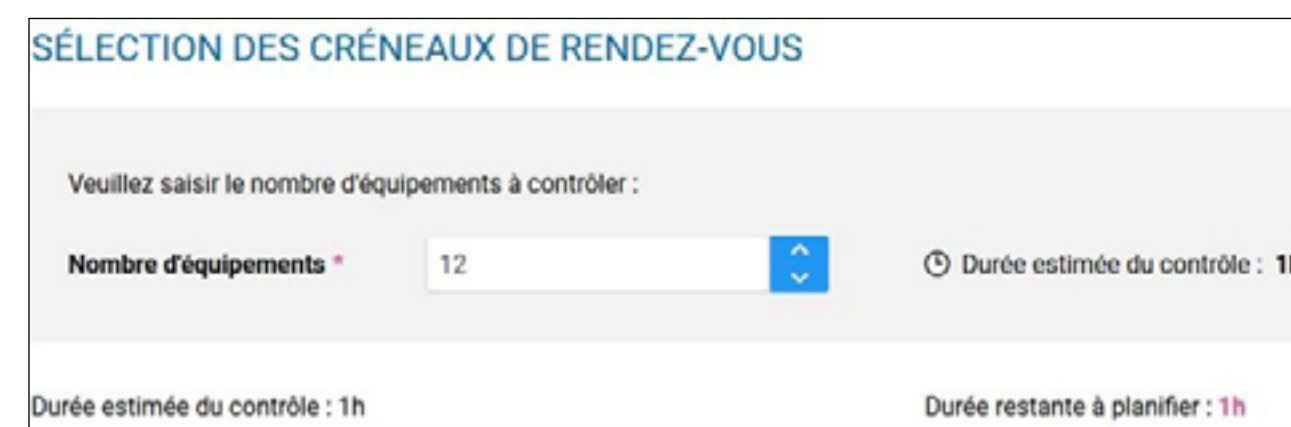 SÉLECTION DES CRÉNEAUX DE RENDEZ-VOUS
Veuillez saisir le nombre d'équipements à contrôler :
Nombre d'équipements * 12 Durée estimée du contrôle : 1h
Durée estimée du contrôle : 1h Durée restante à planifier : 1h